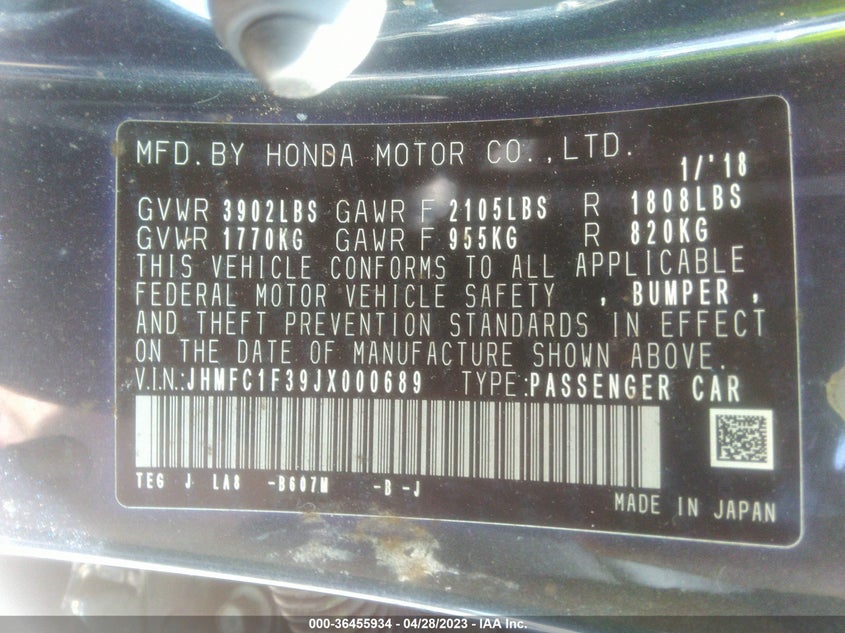 MFD. BY HONDA MOTOR CO., LTD. 1/'18
GVWR 3902LBS GAWR F 2105LBS R 1808LBS
GVWR 1770KG GAWR F 955KG R 820KG
THIS VEHICLE CONFORMS TO ALL APPLICABLE
FEDERAL MOTOR VEHICLE SAFETY , BUMPER ,
AND THEFT PREVENTION STANDARDS IN EFFECT
ON THE DATE OF MANUFACTURE SHOWN ABOVE.
V.I.N.:JHMFC1F39JX000689 TYPE:PASSENGER CAR
TEG J LA8 -B607M -B -J
MADE IN JAPAN
000-36455934 - 04/28/2023 - IAA Inc.